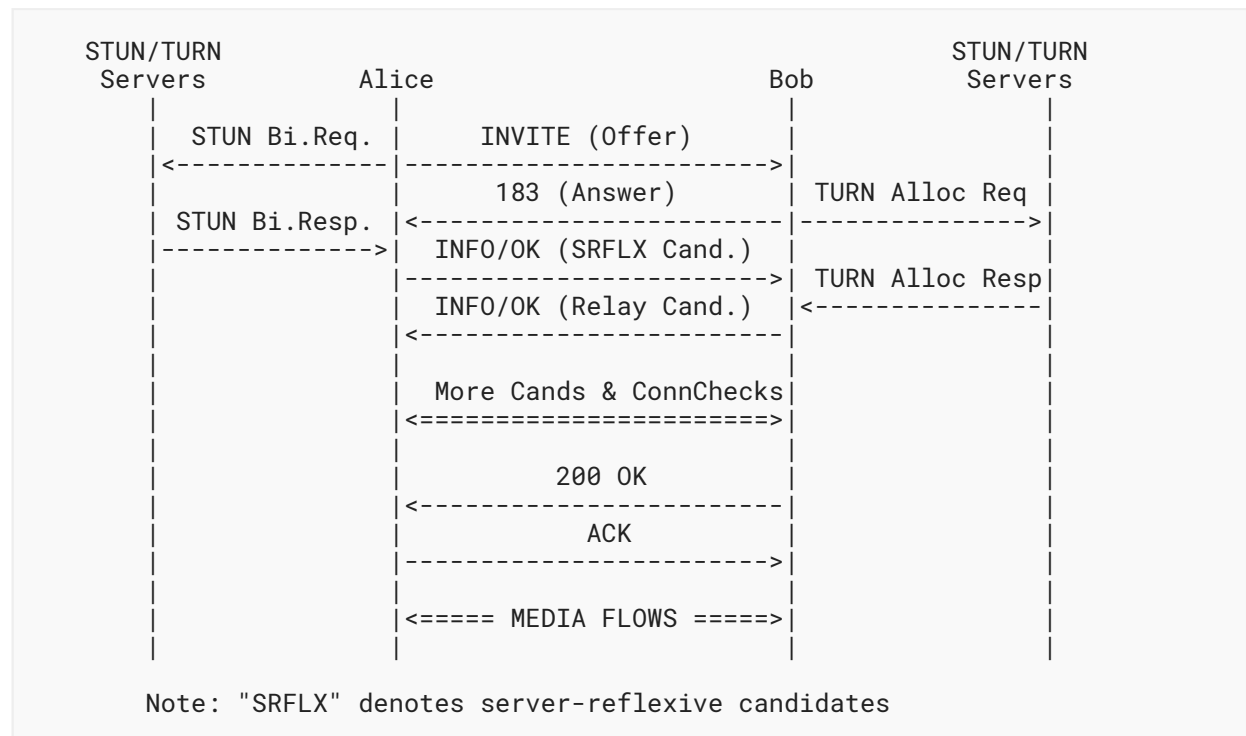 STUN/TURN STUN/TURN
Servers Alice Bob Servers
STUN Bi.Req. INVITE (Offer)
183 (Answer) TURN Alloc Req
STUN Bi.Resp.
INFO/OK (SRFLX Cand.)
TURN Alloc Resp
INFO/OK (Relay Cand.)
More Cands & ConnChecks
200 OK
ACK
<===== MEDIA FLOWS =====>
Note: "SRFLX" denotes server-reflexive candidates